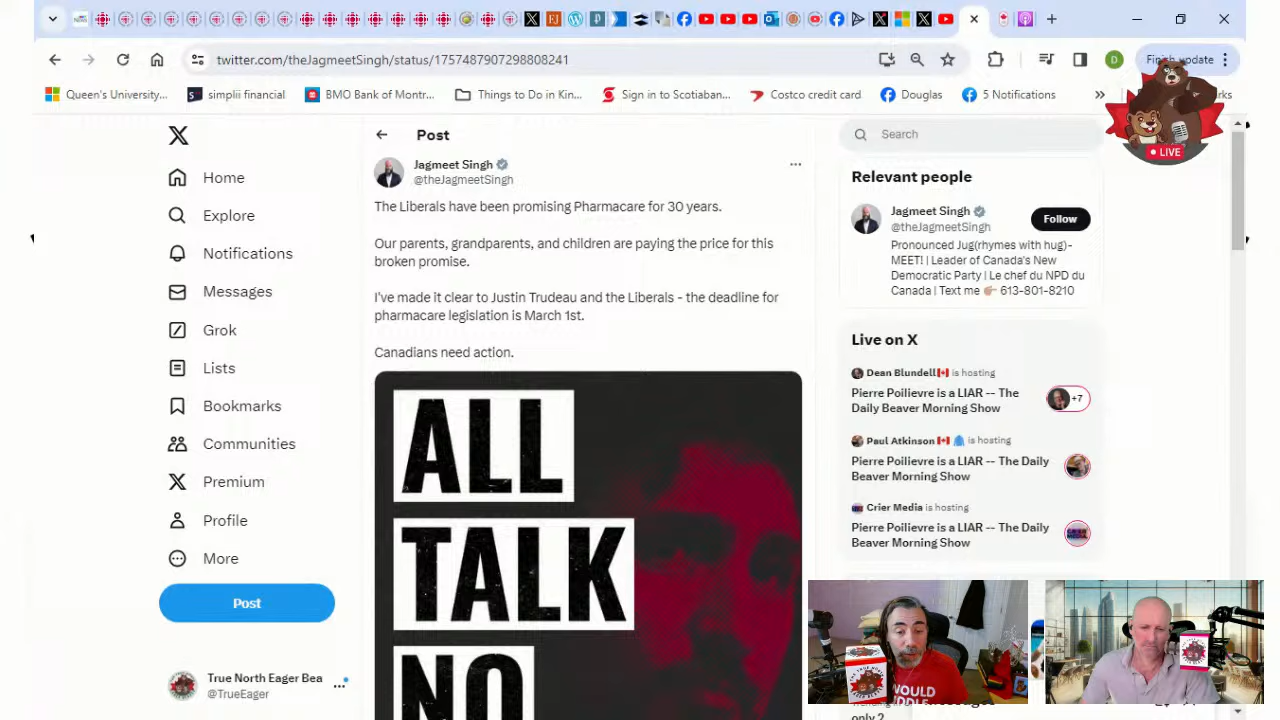 Finish update
twitter.com/theJagmeetSingh/status/1757487907298808241
D
Queen's University...
simplii financial
BMO Bank of Montr...
Things to Do in Kin...
Sign in to Scotiaban...
Costco credit card
Douglas
5 Notifications
LIVE
Home
Explore
Notifications
Messages
Grok
Lists
Bookmarks
Communities
Premium
Profile
More
Post
True North Eager Bea
@TrueEager
Post
Jagmeet Singh
@theJagmeetSingh
The Liberals have been promising Pharmacare for 30 years.
Our parents, grandparents, and children are paying the price for this
broken promise.
I've made it clear to Justin Trudeau and the Liberals - the deadline for
pharmacare legislation is March 1st.
Canadians need action.
ALL
TALK
NO
Search
Relevant people
Jagmeet Singh
@theJagmeetSingh
Follow
Pronounced Jug(rhymes with hug)-
MEET! | Leader of Canada's New
Democratic Party | Le chef du NPD du
Canada | Text me 👉🏽 613-801-8210
Live on X
Dean Blundell🇨🇦 is hosting
Pierre Poilievre is a LIAR -- The
Daily Beaver Morning Show
+7
Paul Atkinson 🇨🇦 is hosting
Pierre Poilievre is a LIAR -- The Daily
Beaver Morning Show
Crier Media is hosting
Pierre Poilievre is a LIAR -- The Daily
Beaver Morning Show
WOULD